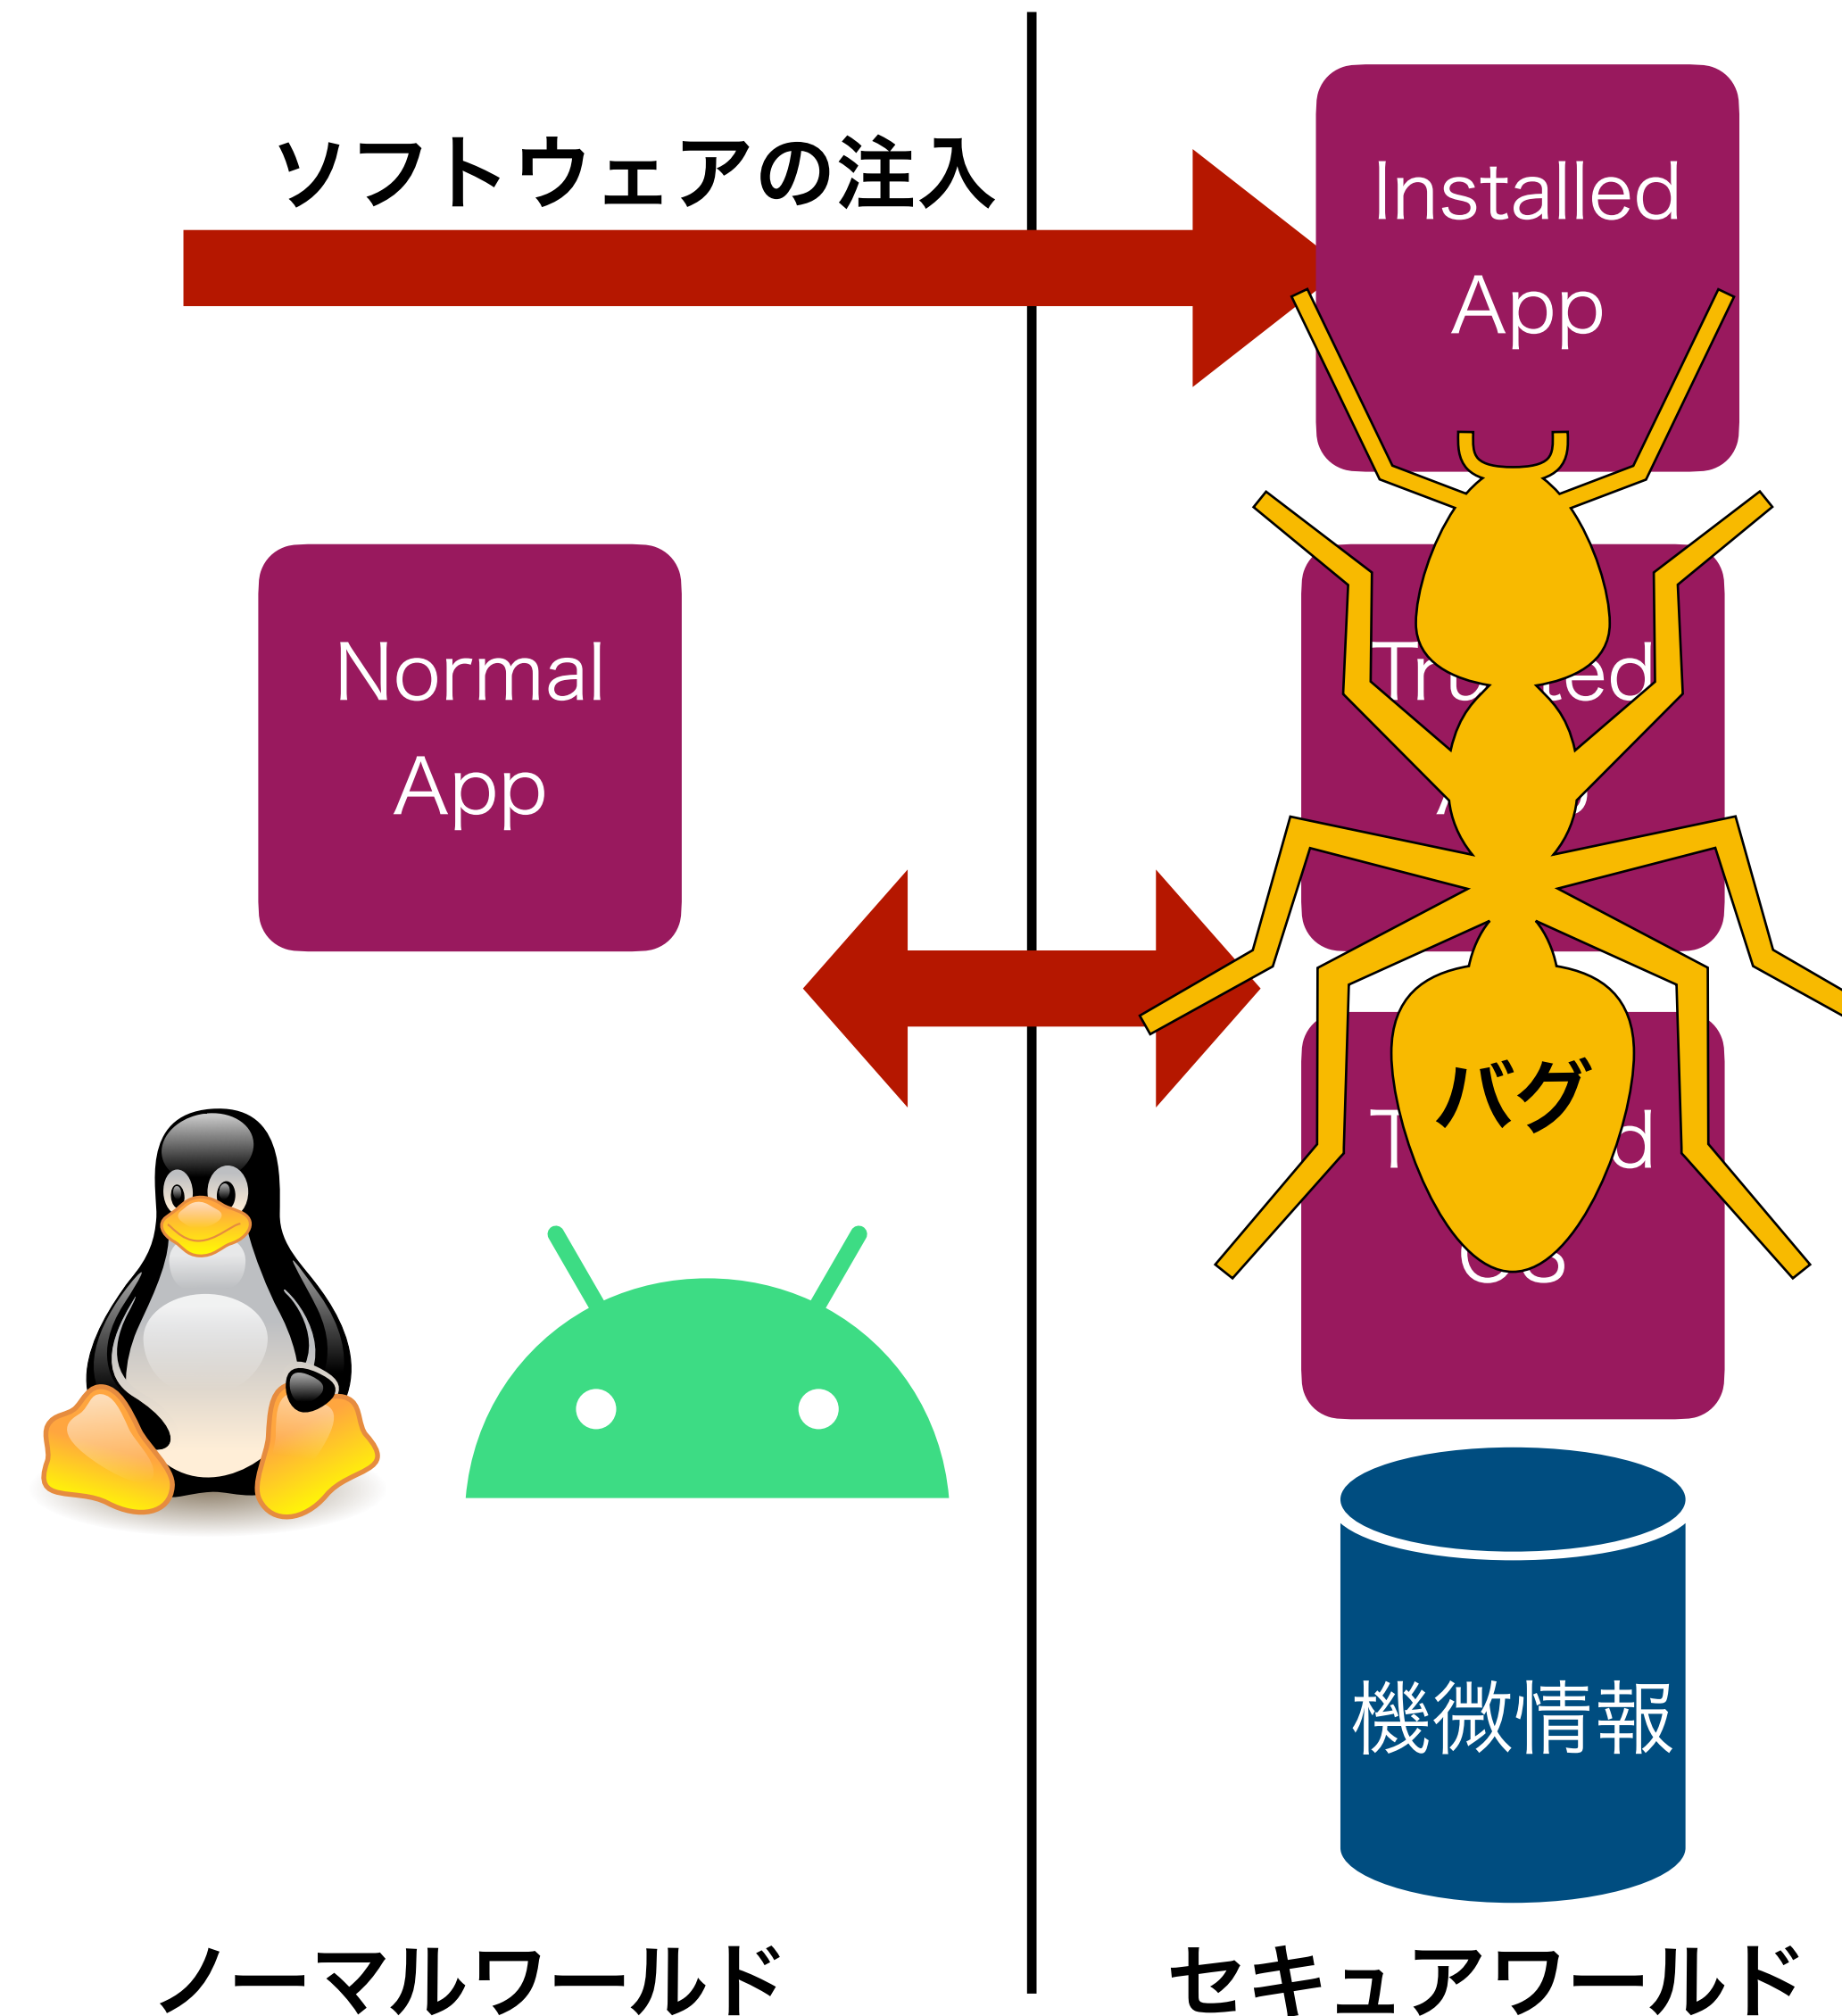 ソフトウェアの注入
Installed
App
Normal
App
バグ
機微情報
ノーマルワールド
セキュアワールド